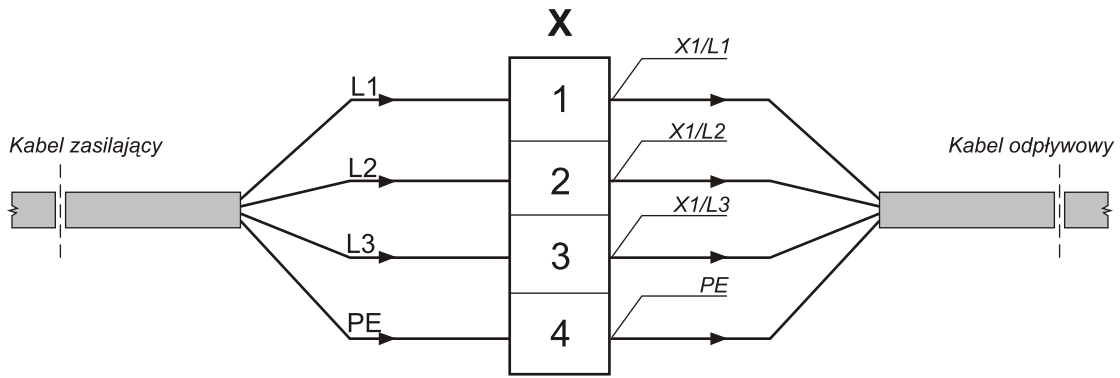 X
X1/L1
L1
1
X1/L2
Kabel zasilający
Kabel odpływowy
L2
2
X1/L3
L3
3
PE
PE
4